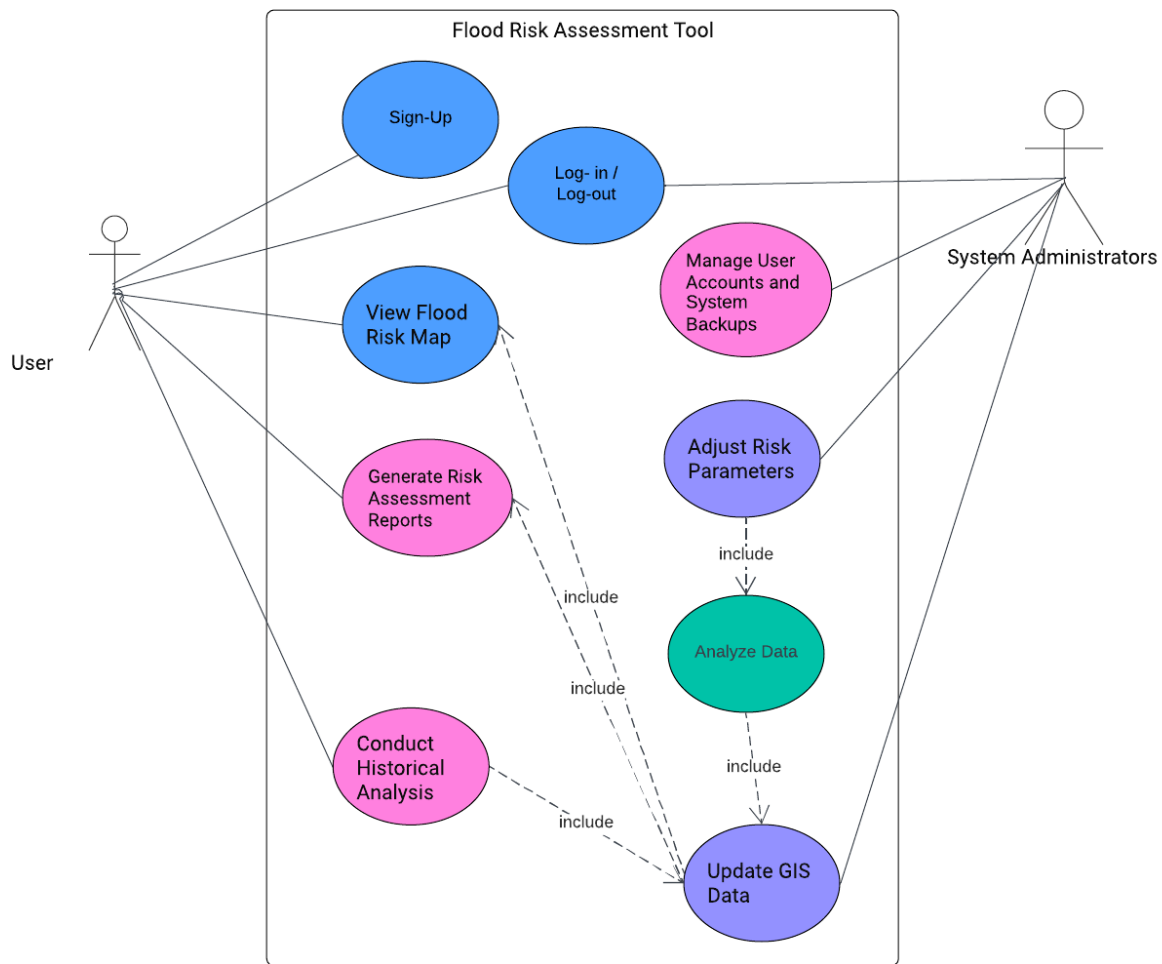 Flood Risk Assessment Tool
Sign-Up
Log- in /
Log-out
System Administrators
Manage User
Accounts and
System
Backups
View Flood
Risk Map
User
Adjust Risk
Parameters
Generate Risk
Assessment
Reports
include
include
Analyze Data
include
Conduct
Historical
Analysis
include
include
Update GIS
Data